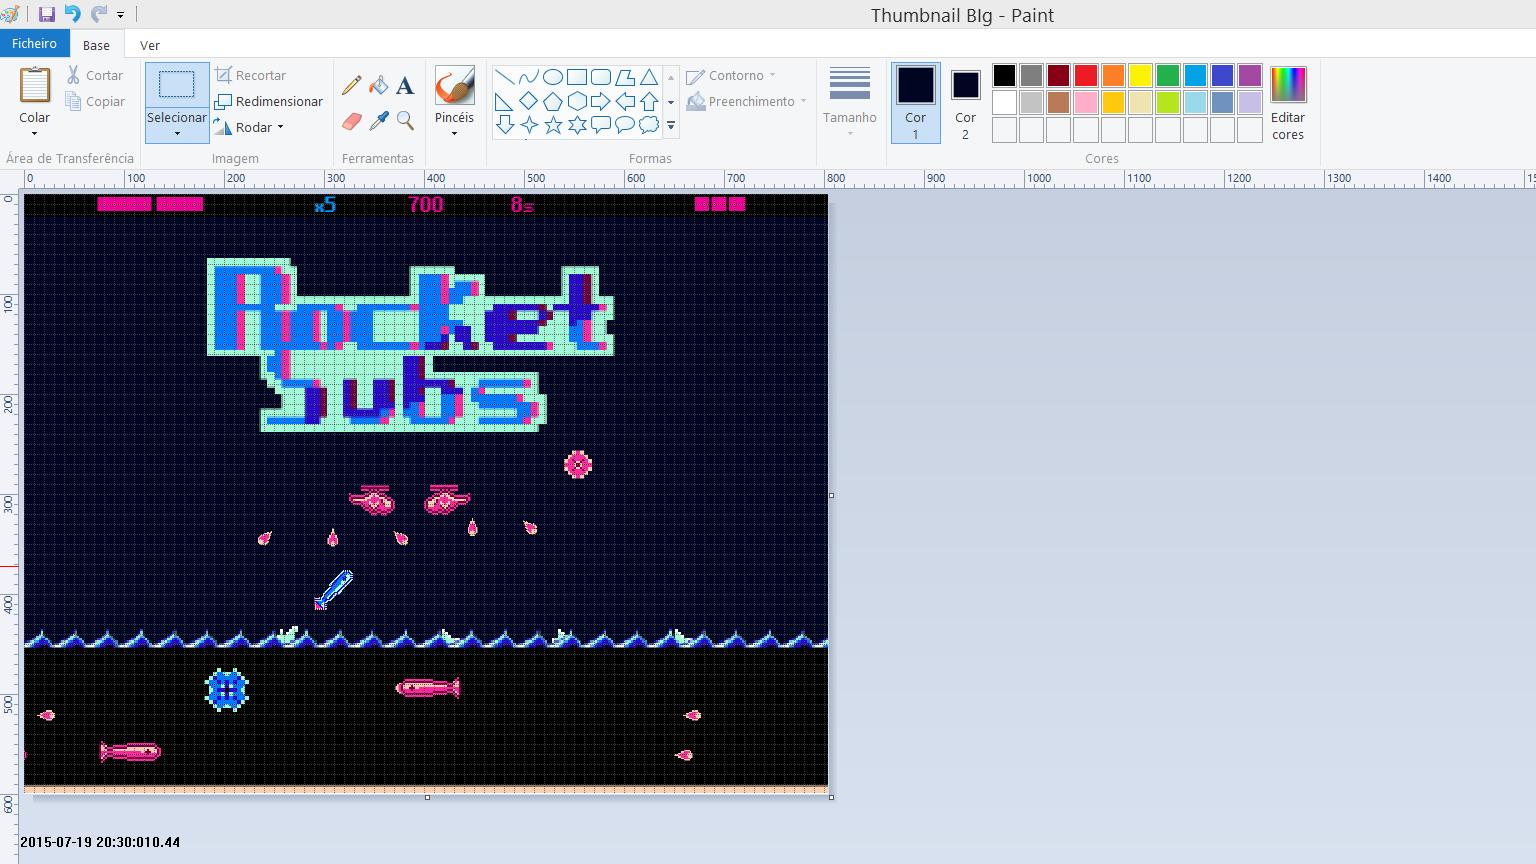 Thumbnail BIg - Paint
Ficheiro Base Ver
Colar
Cortar
Copiar
Área de Transferência
Selecionar
Recortar
Redimensionar
Rodar
Imagem
A
Ferramentas
Pincéis
Contorno
Preenchimento
Formas
Tamanho
Cor 1
Cor 2
Editar cores
Cores
0 100 200 300 400 500 600 700 800 900 1000 1100 1200 1300 1400
0
100
200
300
400
500
600
x5 700 8s
Rocket
Subs
2015-07-19 20:30:010.44